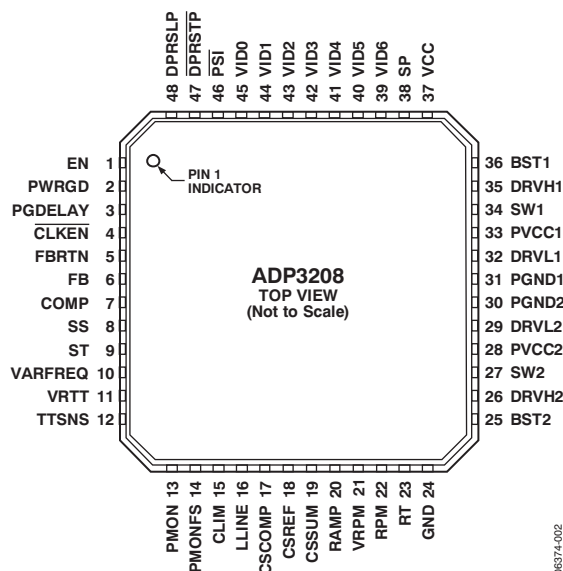 48 DPRSLP
47 DPRSTP
46 PSI
45 VID0
44 VID1
43 VID2
42 VID3
41 VID4
40 VID5
39 VID6
38 SP
37 VCC
EN 1
PWRGD 2
PGDELAY 3
CLKEN 4
FBRTN 5
FB 6
COMP 7
SS 8
ST 9
VARFREQ 10
VRTT 11
TTSNS 12
PIN 1
INDICATOR
ADP3208
TOP VIEW
(Not to Scale)
36 BST1
35 DRVH1
34 SW1
33 PVCC1
32 DRVL1
31 PGND1
30 PGND2
29 DRVL2
28 PVCC2
27 SW2
26 DRVH2
25 BST2
PMON 13
PMONFS 14
CLIM 15
LLINE 16
CSCOMP 17
CSREF 18
CSSUM 19
RAMP 20
VRPM 21
RPM 22
RT 23
GND 24
06374-002